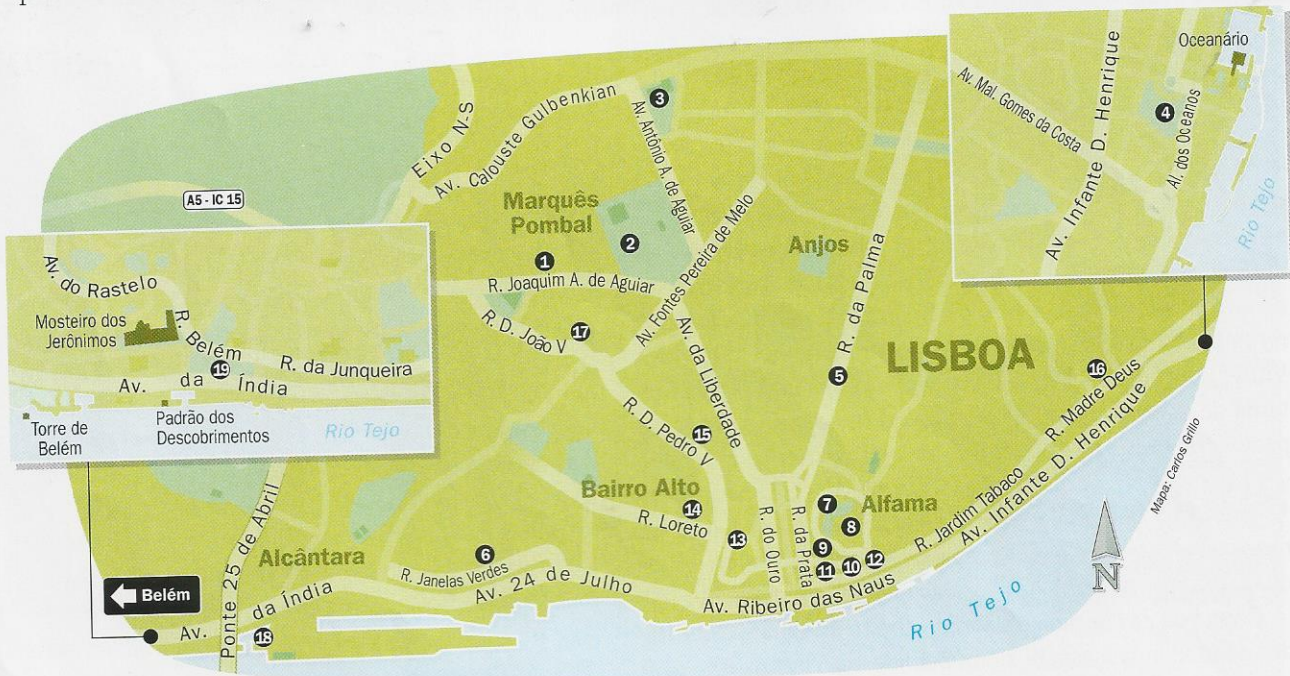 Oceanário
Av. Mal. Gomes da Costa
Av. Infante D. Henrique
4
Al. dos Oceanos
Rio Tejo
Eixo N-S
Av. Calouste Gulbenkian
3
Av. Antônio A. de Aguiar
A5 - IC 15
Marquês
Pombal
2
1
R. Joaquim A. de Aguiar
Av. Fontes Pereira de Melo
Anjos
R. da Palma
Av. do Rastelo
Mosteiro dos
Jerônimos
R. Belém
19
R. da Junqueira
Av. da Índia
Torre de
Belém
Padrão dos
Descobrimentos
Rio Tejo
R. D. João V
17
Av. da Liberdade
LISBOA
5
16
R. Madre Deus
R. D. Pedro V
15
Bairro Alto
14
R. Loreto
13
R. do Ouro
R. da Prata
7
Alfama
8
9
11
10
12
R. Jardim Tabaco
Av. Infante D. Henrique
Mapa: Carlos Grillo
Alcântara
6
R. Janelas Verdes
Av. 24 de Julho
Av. Ribeiro das Naus
Ponte 25 de Abril
Belém
Av. da Índia
18
Rio Tejo
N